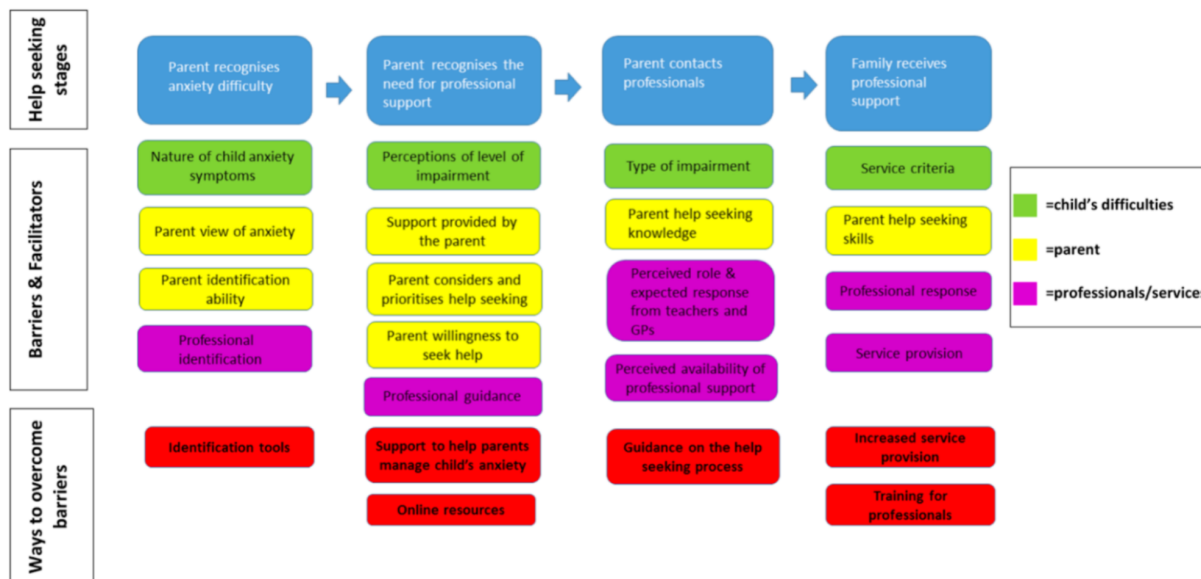 Help seeking
stages
Parent recognises
anxiety difficulty
Parent recognises the
need for professional
support
Parent contacts
professionals
Family receives
professional
support
Barriers & Facilitators
Nature of child anxiety
symptoms
Perceptions of level of
impairment
Type of impairment
Service criteria
Parent view of anxiety
Support provided by
the parent
Parent help seeking
knowledge
Parent help seeking
skills
Parent identification
ability
Parent considers and
prioritises help seeking
Perceived role &
expected response
from teachers and
GPs
Professional response
Professional
identification
Parent willingness to
seek help
Service provision
Professional guidance
Perceived availability of
professional support
=child's difficulties
=parent
=professionals/services
Ways to overcome
barriers
Identification tools
Support to help parents
manage child's anxiety
Guidance on the help
seeking process
Increased service
provision
Online resources
Training for
professionals